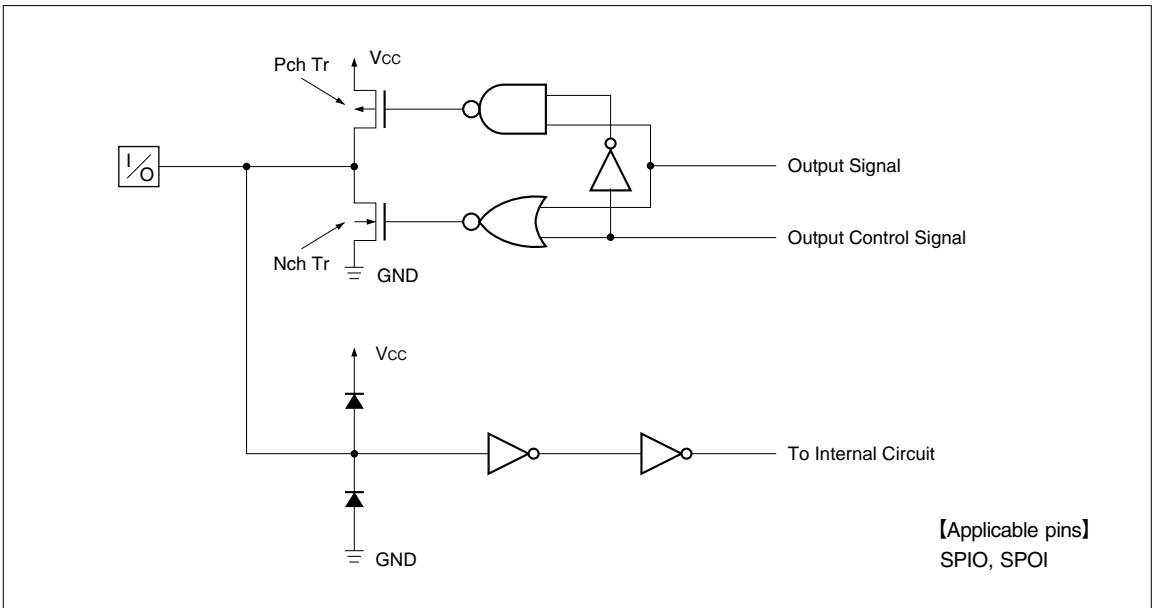 VCC
Pch Tr
I/O
Output Signal
Output Control Signal
Nch Tr
GND
VCC
To Internal Circuit
GND
【Applicable pins】
SPIO, SPOI